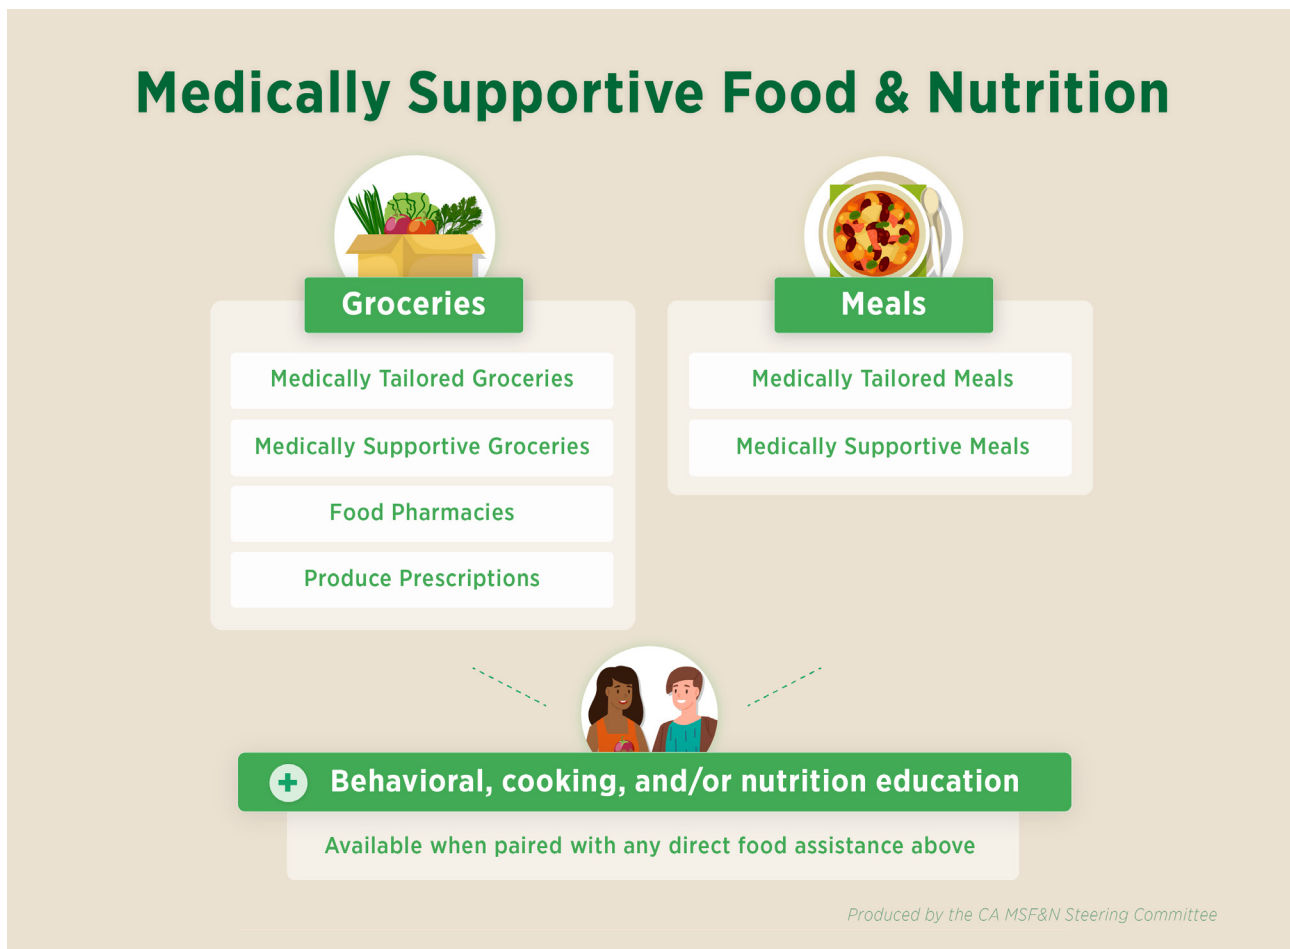 Medically Supportive Food & Nutrition
Groceries
Medically Tailored Groceries
Medically Supportive Groceries
Food Pharmacies
Produce Prescriptions
Meals
Medically Tailored Meals
Medically Supportive Meals
+ Behavioral, cooking, and/or nutrition education
Available when paired with any direct food assistance above
Produced by the CA MSF&N Steering Committee